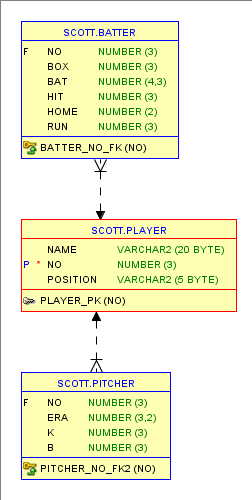 SCOTT.BATTER
F NO NUMBER (3)
BOX NUMBER (3)
BAT NUMBER (4,3)
HIT NUMBER (3)
HOME NUMBER (2)
RUN NUMBER (3)
BATTER_NO_FK (NO)
SCOTT.PLAYER
NAME VARCHAR2 (20 BYTE)
P * NO NUMBER (3)
POSITION VARCHAR2 (5 BYTE)
PLAYER_PK (NO)
SCOTT.PITCHER
F NO NUMBER (3)
ERA NUMBER (3,2)
K NUMBER (3)
B NUMBER (3)
PITCHER_NO_FK2 (NO)